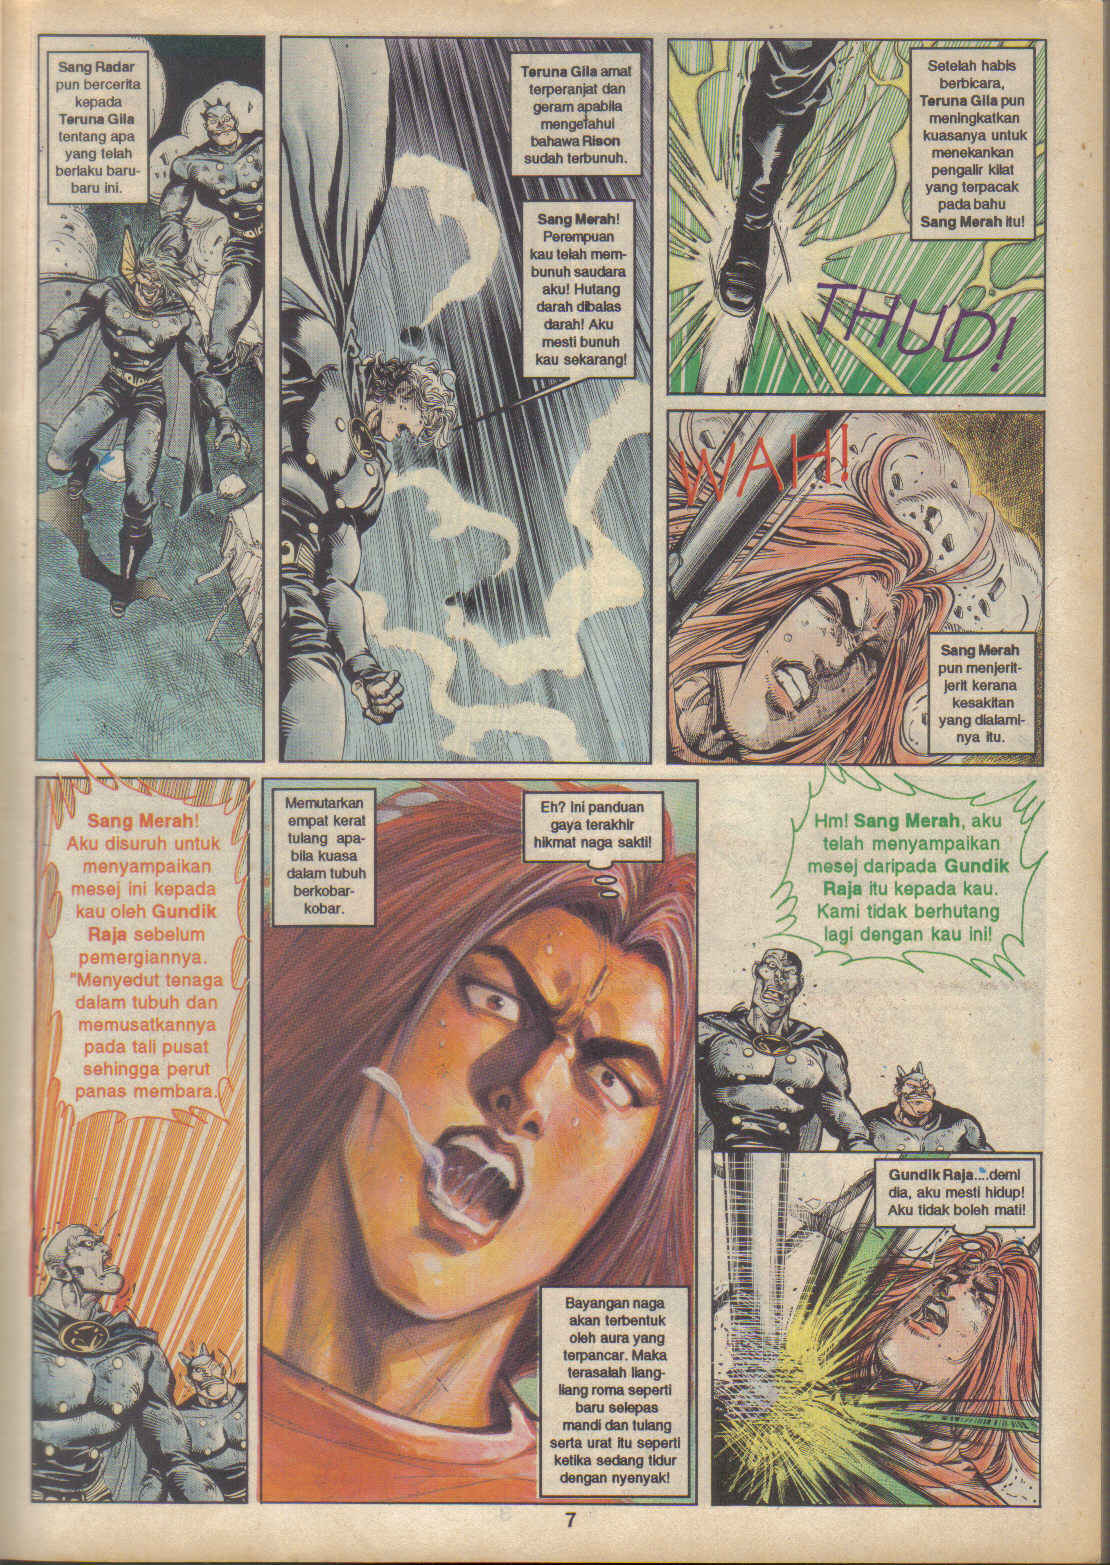 Sang Radar
pun bercerita
kepada
Teruna Gila
tentang apa
yang telah
berlaku baru-
baru ini.
Teruna Gila amat
terperanjat dan
geram apabila
mengetahui
bahawa Rison
sudah terbunuh.
Sang Merah!
Perempuan
kau telah mem-
bunuh saudara
aku! Hutang
darah dibalas
darah! Aku
mesti bunuh
kau sekarang!
Setelah habis
berbicara,
Teruna Gila pun
meningkatkan
kuasanya untuk
menekankan
pengalir kilat
yang terpacak
pada bahu
Sang Merah itu!
THUD!
WAH!
Sang Merah
pun menjerit-
jerit kerana
kesakitan
yang dialami-
nya itu.
Sang Merah!
Aku disuruh untuk
menyampaikan
mesej ini kepada
kau oleh Gundik
Raja sebelum
pemergiannya.
"Menyedut tenaga
dalam tubuh dan
memusatkannya
pada tali pusat
sehingga perut
panas membara.
Memutarkan
empat kerat
tulang apa-
bila kuasa
dalam tubuh
berkobar-
kobar.
Eh? Ini panduan
gaya terakhir
hikmat naga sakti!
Bayangan naga
akan terbentuk
oleh aura yang
terpancar. Maka
terasalah liang-
liang roma seperti
baru selepas
mandi dan tulang
serta urat itu seperti
ketika sedang tidur
dengan nyenyak!
Hm! Sang Merah, aku
telah menyampaikan
mesej daripada Gundik
Raja itu kepada kau.
Kami tidak berhutang
lagi dengan kau ini!
Gundik Raja....demi
dia, aku mesti hidup!
Aku tidak boleh mati!
7